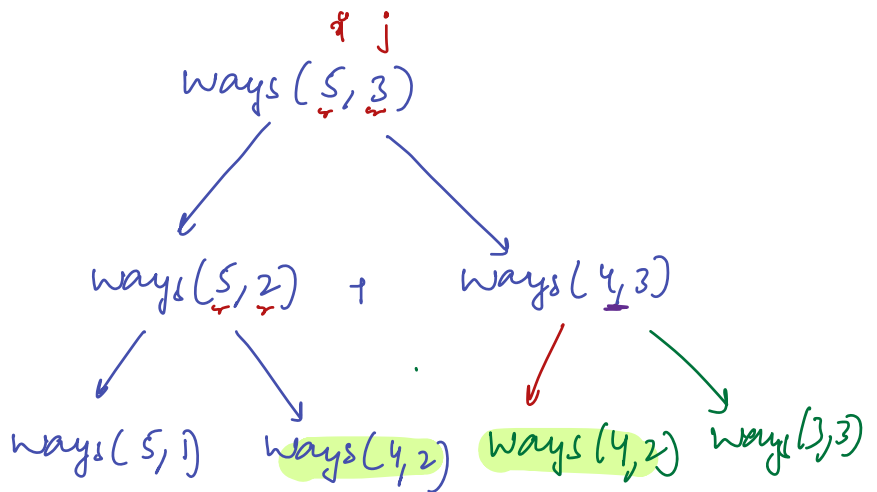 i j
ways(5,3)
ways(5,2) + ways(4,3)
ways(5,1) ways(4,2) ways(4,2) ways(3,3)